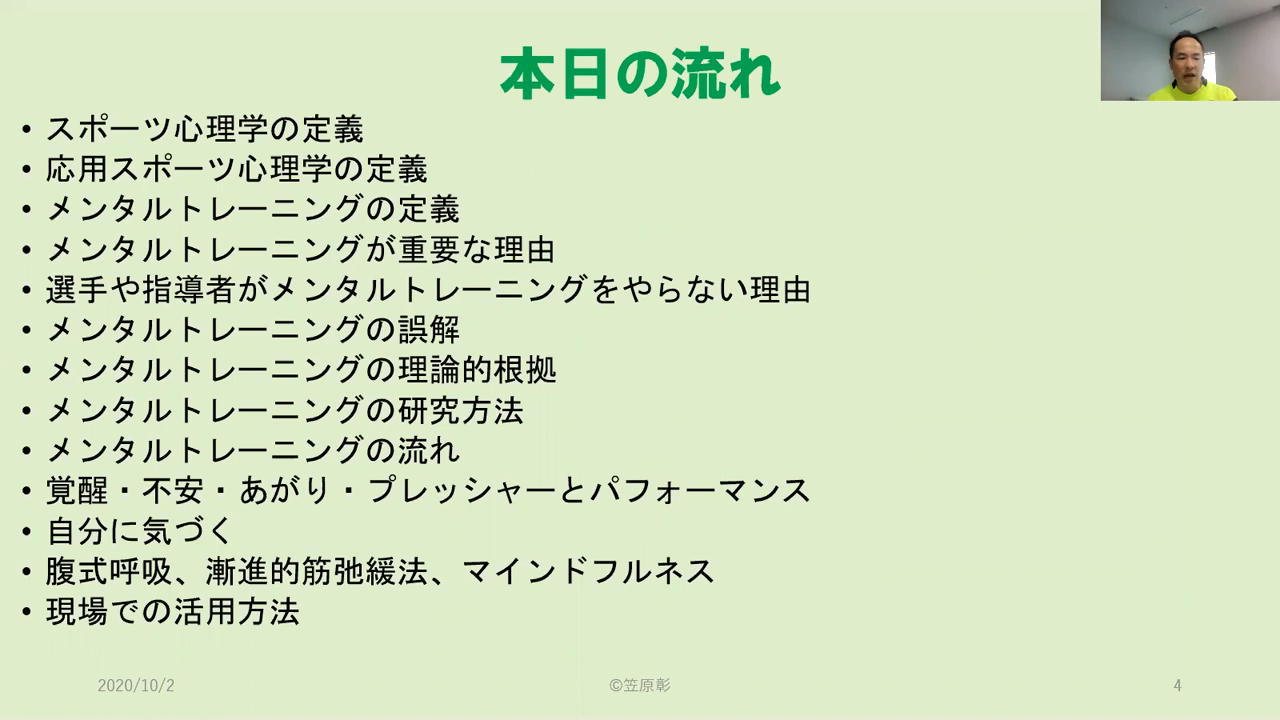 本日の流れ
• スポーツ心理学の定義
• 応用スポーツ心理学の定義
• メンタルトレーニングの定義
• メンタルトレーニングが重要な理由
• 選手や指導者がメンタルトレーニングをやらない理由
• メンタルトレーニングの誤解
• メンタルトレーニングの理論的根拠
• メンタルトレーニングの研究方法
• メンタルトレーニングの流れ
• 覚醒・不安・あがり・プレッシャーとパフォーマンス
• 自分に気づく
• 腹式呼吸、漸進的筋弛緩法、マインドフルネス
• 現場での活用方法
2020/10/2 ©笠原彰 4